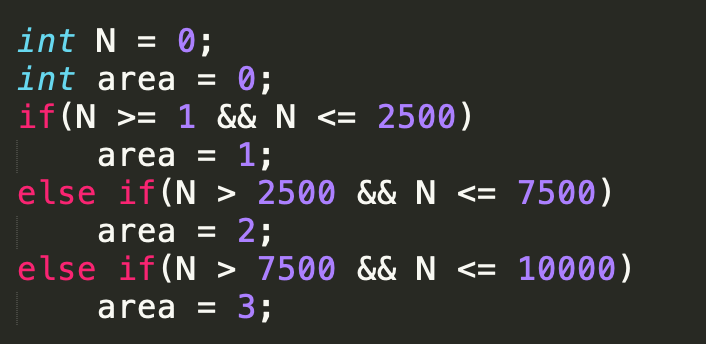 int N = 0;
int area = 0;
if(N >= 1 && N <= 2500)
    area = 1;
else if(N > 2500 && N <= 7500)
    area = 2;
else if(N > 7500 && N <= 10000)
    area = 3;